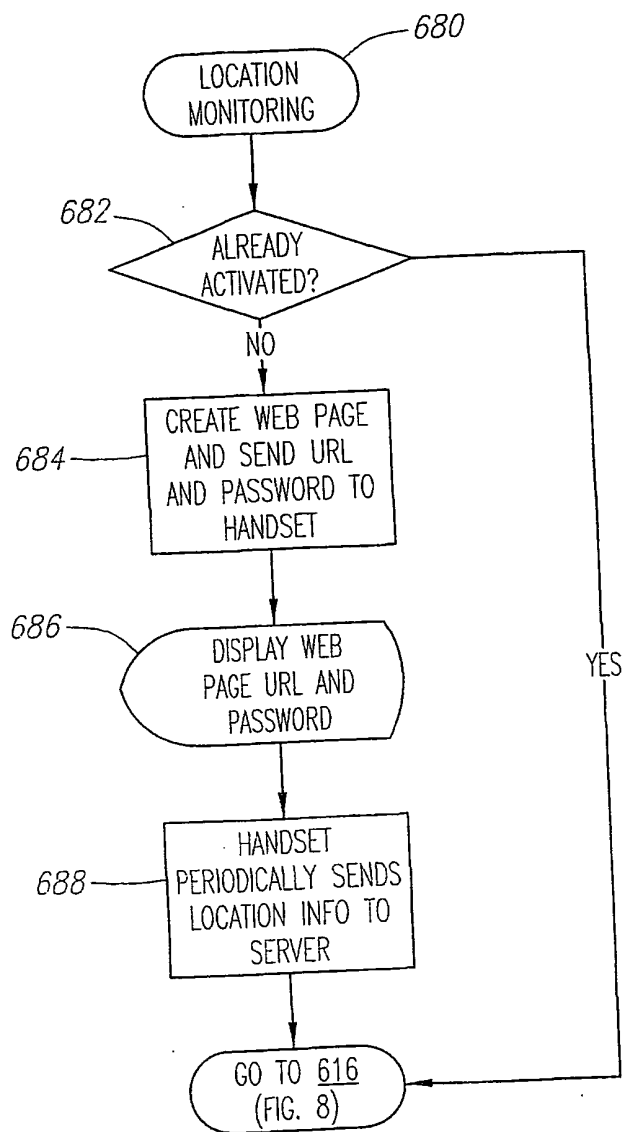 680
LOCATION
MONITORING
682
ALREADY
ACTIVATED?
NO
684
CREATE WEB PAGE
AND SEND URL
AND PASSWORD TO
HANDSET
686
DISPLAY WEB
PAGE URL AND
PASSWORD
YES
688
HANDSET
PERIODICALLY SENDS
LOCATION INFO TO
SERVER
GO TO 616
(FIG. 8)